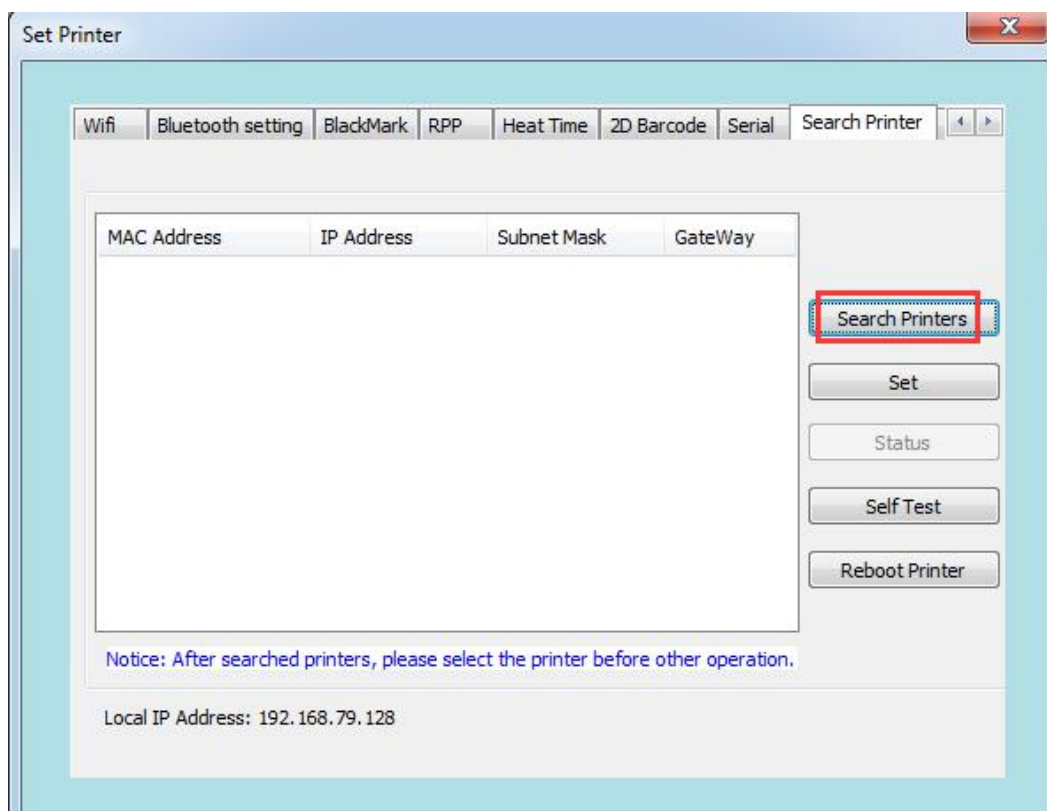 Set Printer
Wifi Bluetooth setting BlackMark RPP Heat Time 2D Barcode Serial Search Printer
MAC Address IP Address Subnet Mask GateWay
Search Printers
Set
Status
Self Test
Reboot Printer
Notice: After searched printers, please select the printer before other operation.
Local IP Address: 192.168.79.128